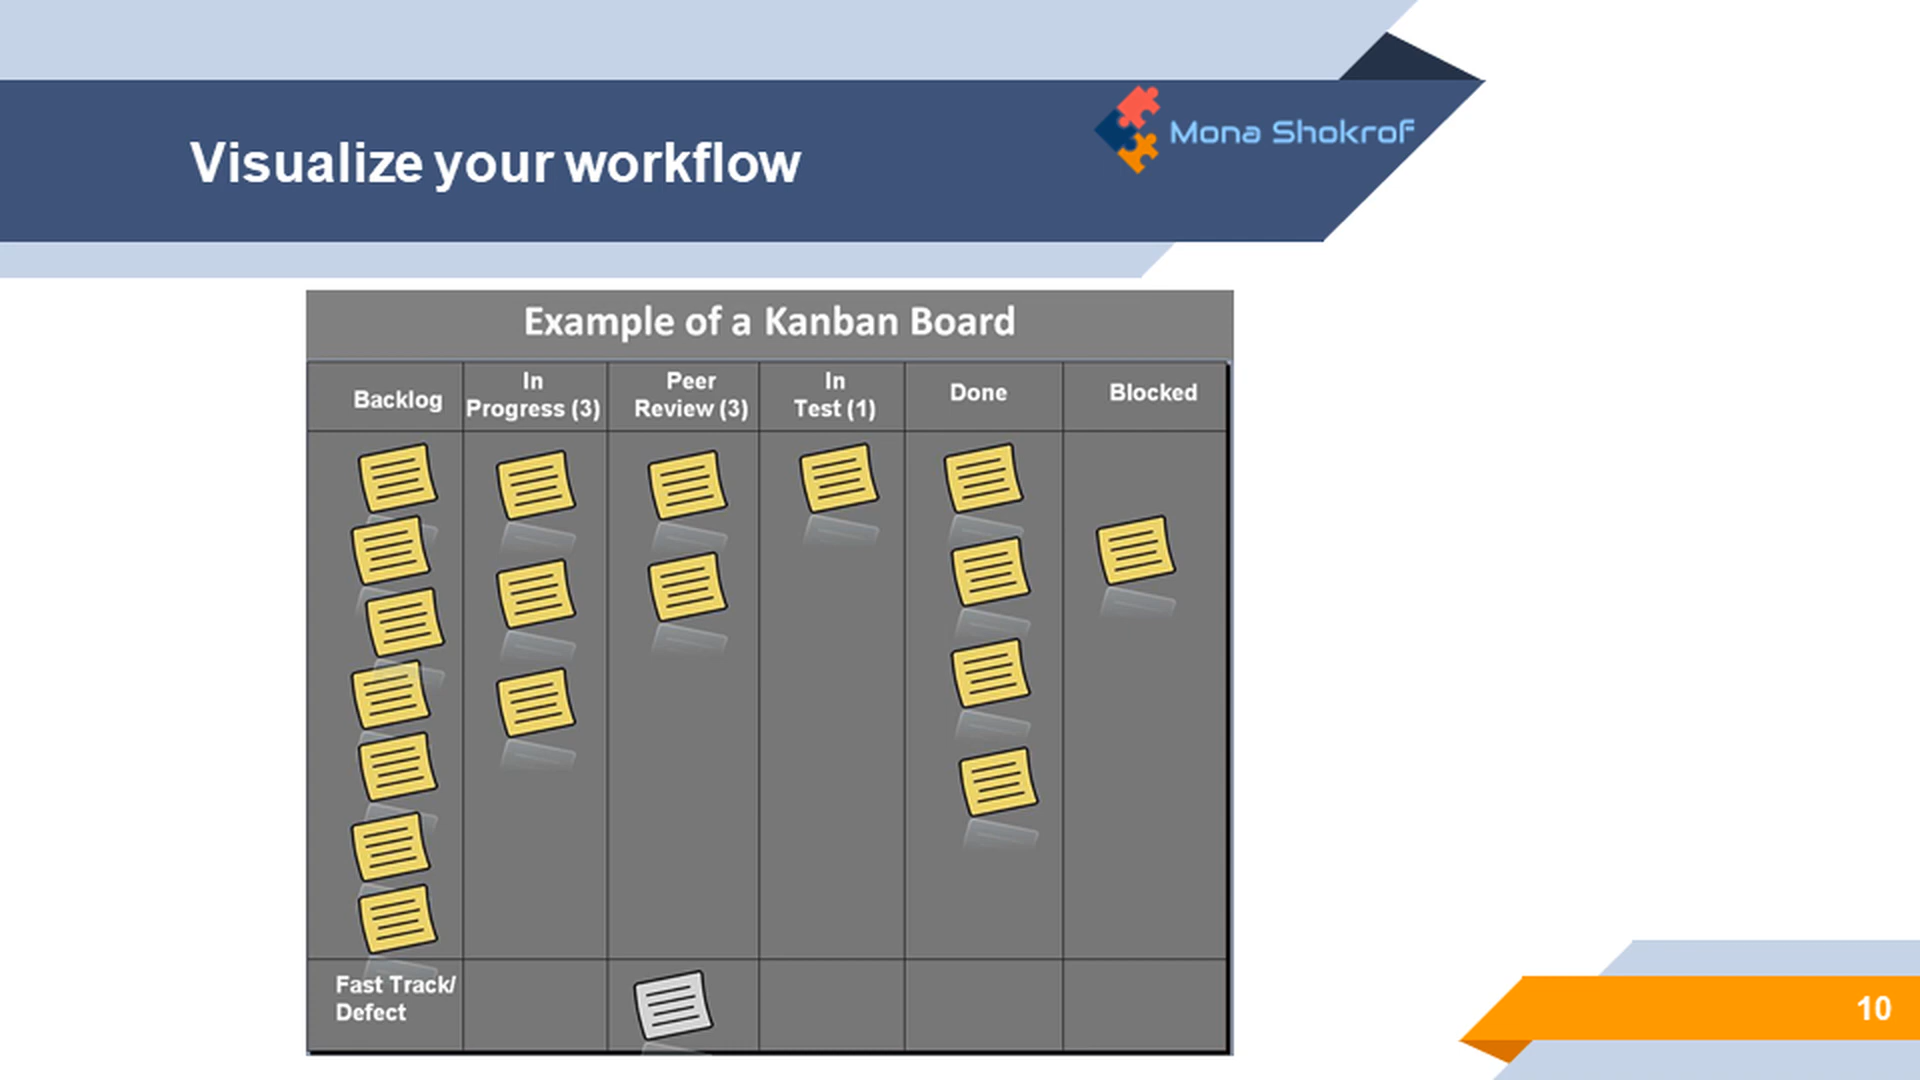 Mona Shokrof
Visualize your workflow
Example of a Kanban Board
Backlog
In
Progress (3)
Peer
Review (3)
In
Test (1)
Done
Blocked
Fast Track/
Defect
10